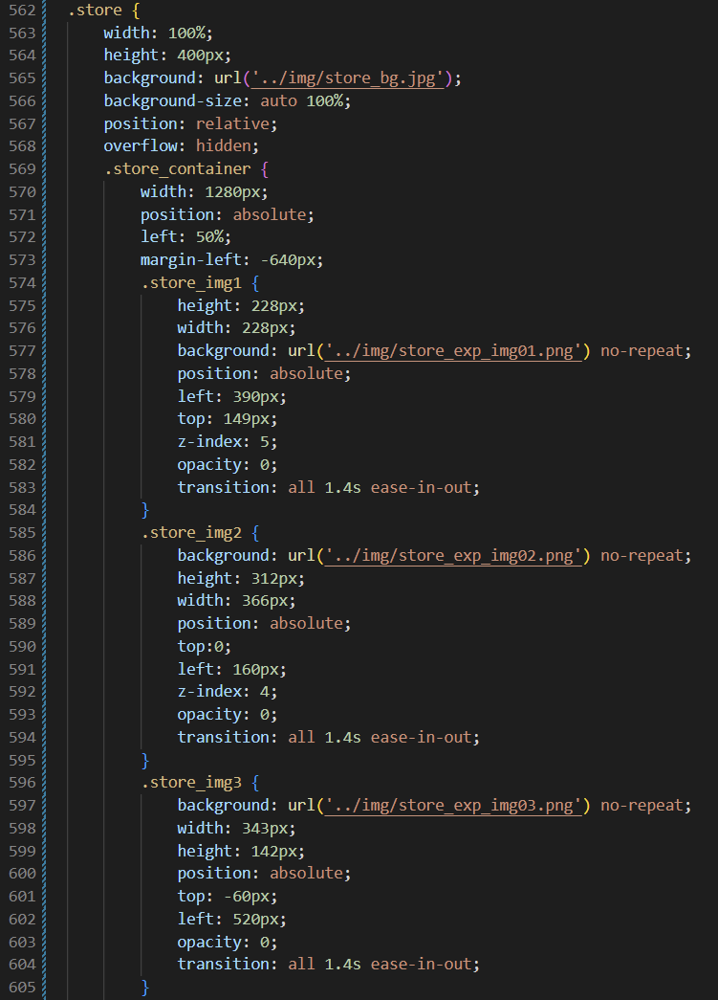 562 .store {
563 width: 100%;
564 height: 400px;
565 background: url('../img/store_bg.jpg');
566 background-size: auto 100%;
567 position: relative;
568 overflow: hidden;
569 .store_container {
570 width: 1280px;
571 position: absolute;
572 left: 50%;
573 margin-left: -640px;
574 .store_img1 {
575 height: 228px;
576 width: 228px;
577 background: url('../img/store_exp_img01.png') no-repeat;
578 position: absolute;
579 left: 390px;
580 top: 149px;
581 z-index: 5;
582 opacity: 0;
583 transition: all 1.4s ease-in-out;
584 }
585 .store_img2 {
586 background: url('../img/store_exp_img02.png') no-repeat;
587 height: 312px;
588 width: 366px;
589 position: absolute;
590 top:0;
591 left: 160px;
592 z-index: 4;
593 opacity: 0;
594 transition: all 1.4s ease-in-out;
595 }
596 .store_img3 {
597 background: url('../img/store_exp_img03.png') no-repeat;
598 width: 343px;
599 height: 142px;
600 position: absolute;
601 top: -60px;
602 left: 520px;
603 opacity: 0;
604 transition: all 1.4s ease-in-out;
605 }